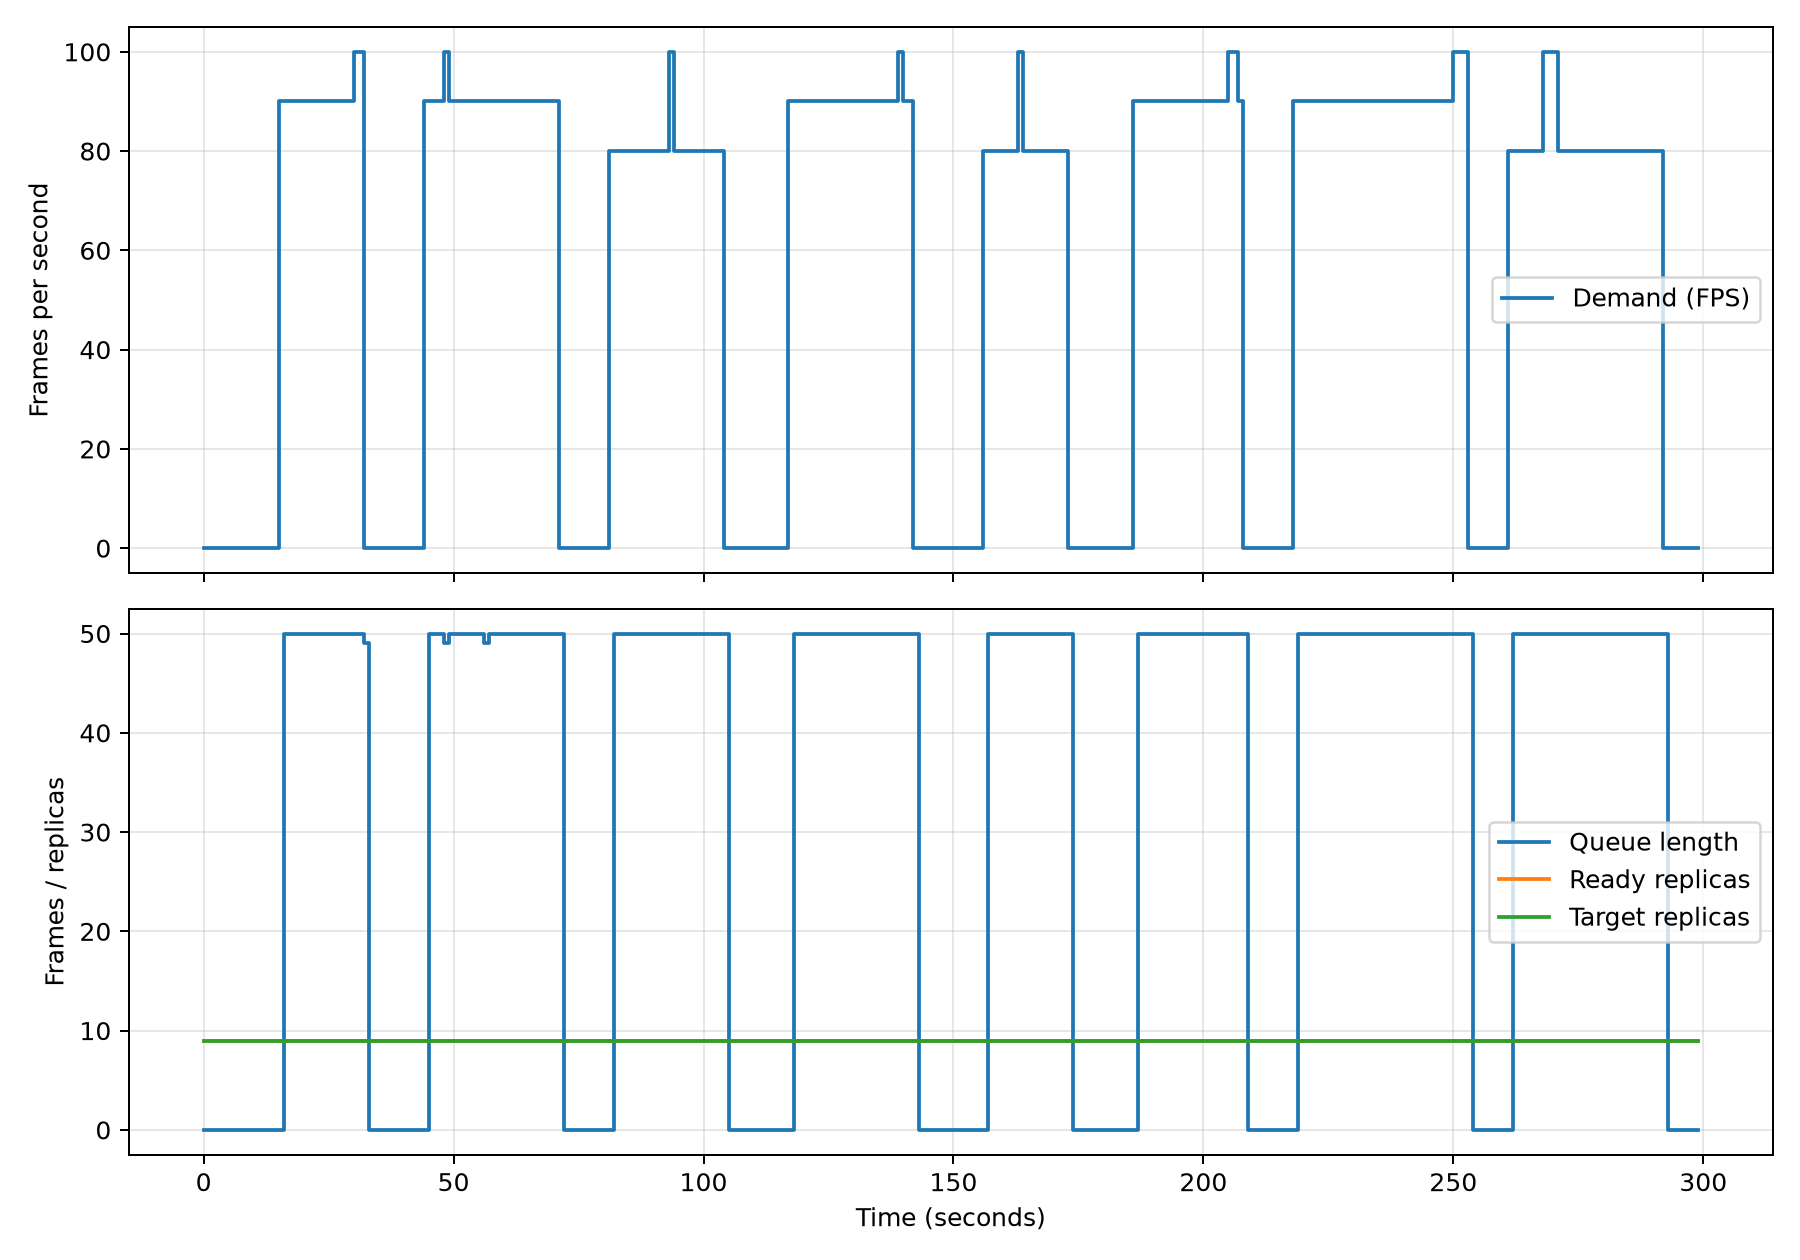 100
80
60
40
20
0
Frames per second
Demand (FPS)
50
40
30
20
10
0
Frames / replicas
Queue length
Ready replicas
Target replicas
0 50 100 150 200 250 300
Time (seconds)